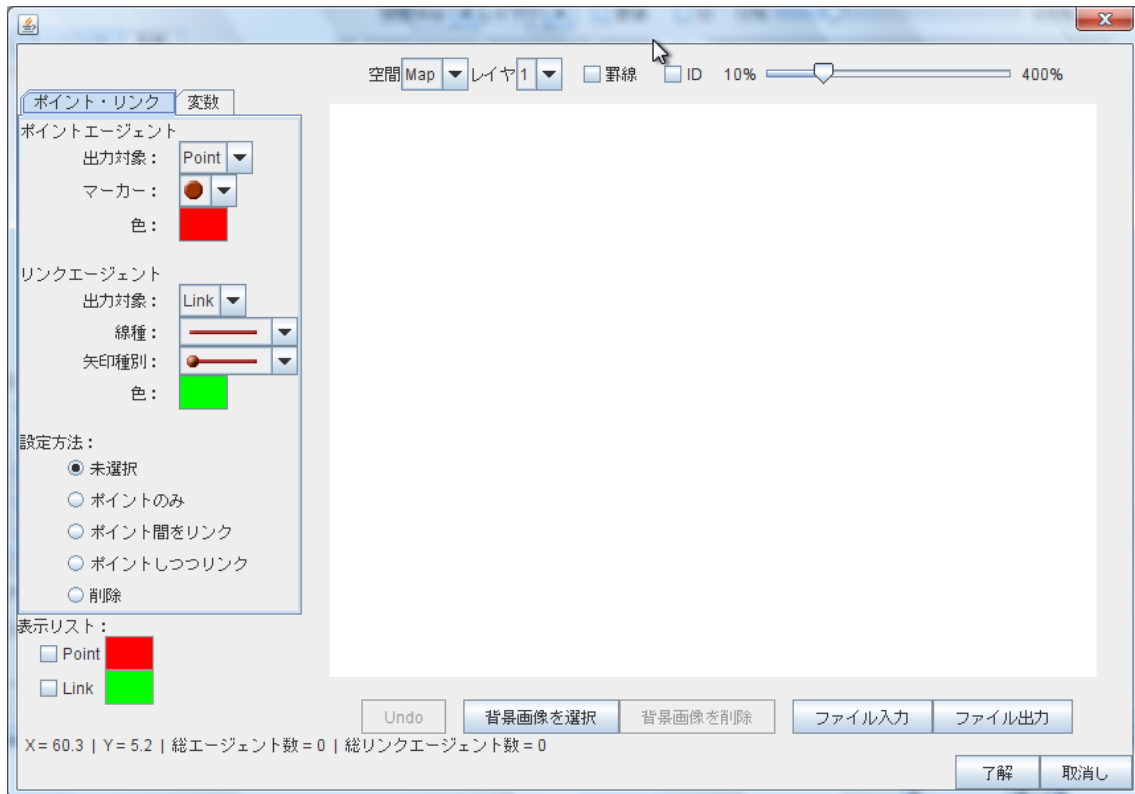 空間 Map レイヤ 1 罫線 ID 10% 400%
ポイント・リンク 変数
ポイントエージェント
出力対象： Point
マーカー：
色：
リンクエージェント
出力対象： Link
線種：
矢印種別：
色：
設定方法：
未選択
ポイントのみ
ポイント間をリンク
ポイントしつつリンク
削除
表示リスト：
Point
Link
Undo 背景画像を選択 背景画像を削除 ファイル入力 ファイル出力
X= 60.3 | Y= 5.2 | 総エージェント数 = 0 | 総リンクエージェント数 = 0
了解 取消し